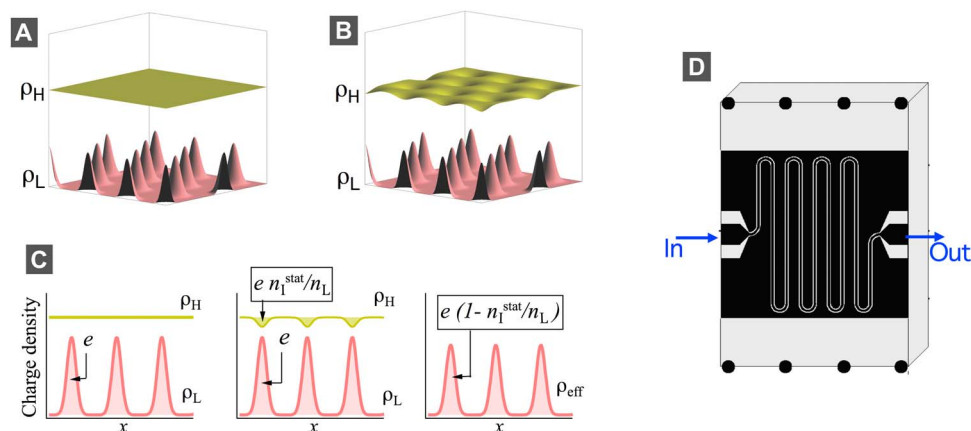 A
ρH
ρL
B
ρH
ρL
C
Charge density
ρH
e
ρL
x
e nIstat/nL
ρH
e
ρL
x
e (1- nIstat/nL)
ρeff
x
D
In
Out